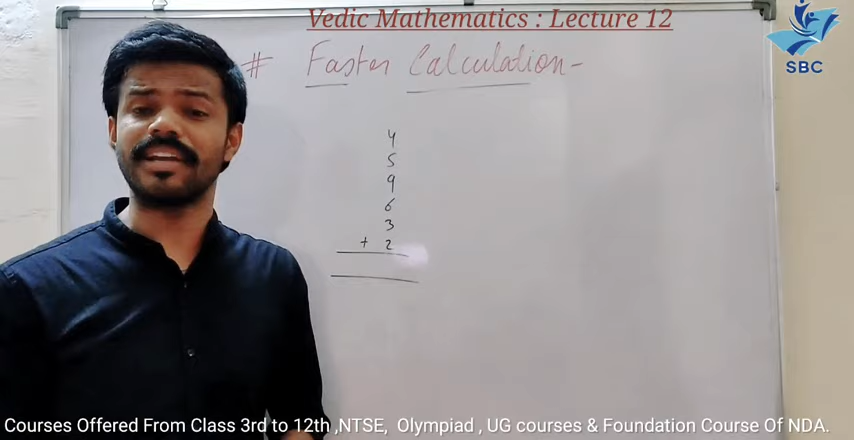 Vedic Mathematics : Lecture 12
SBC
# Faster Calculation-
4
5
9
6
3
+ 2
Courses Offered From Class 3rd to 12th ,NTSE,  Olympiad , UG courses & Foundation Course Of NDA.